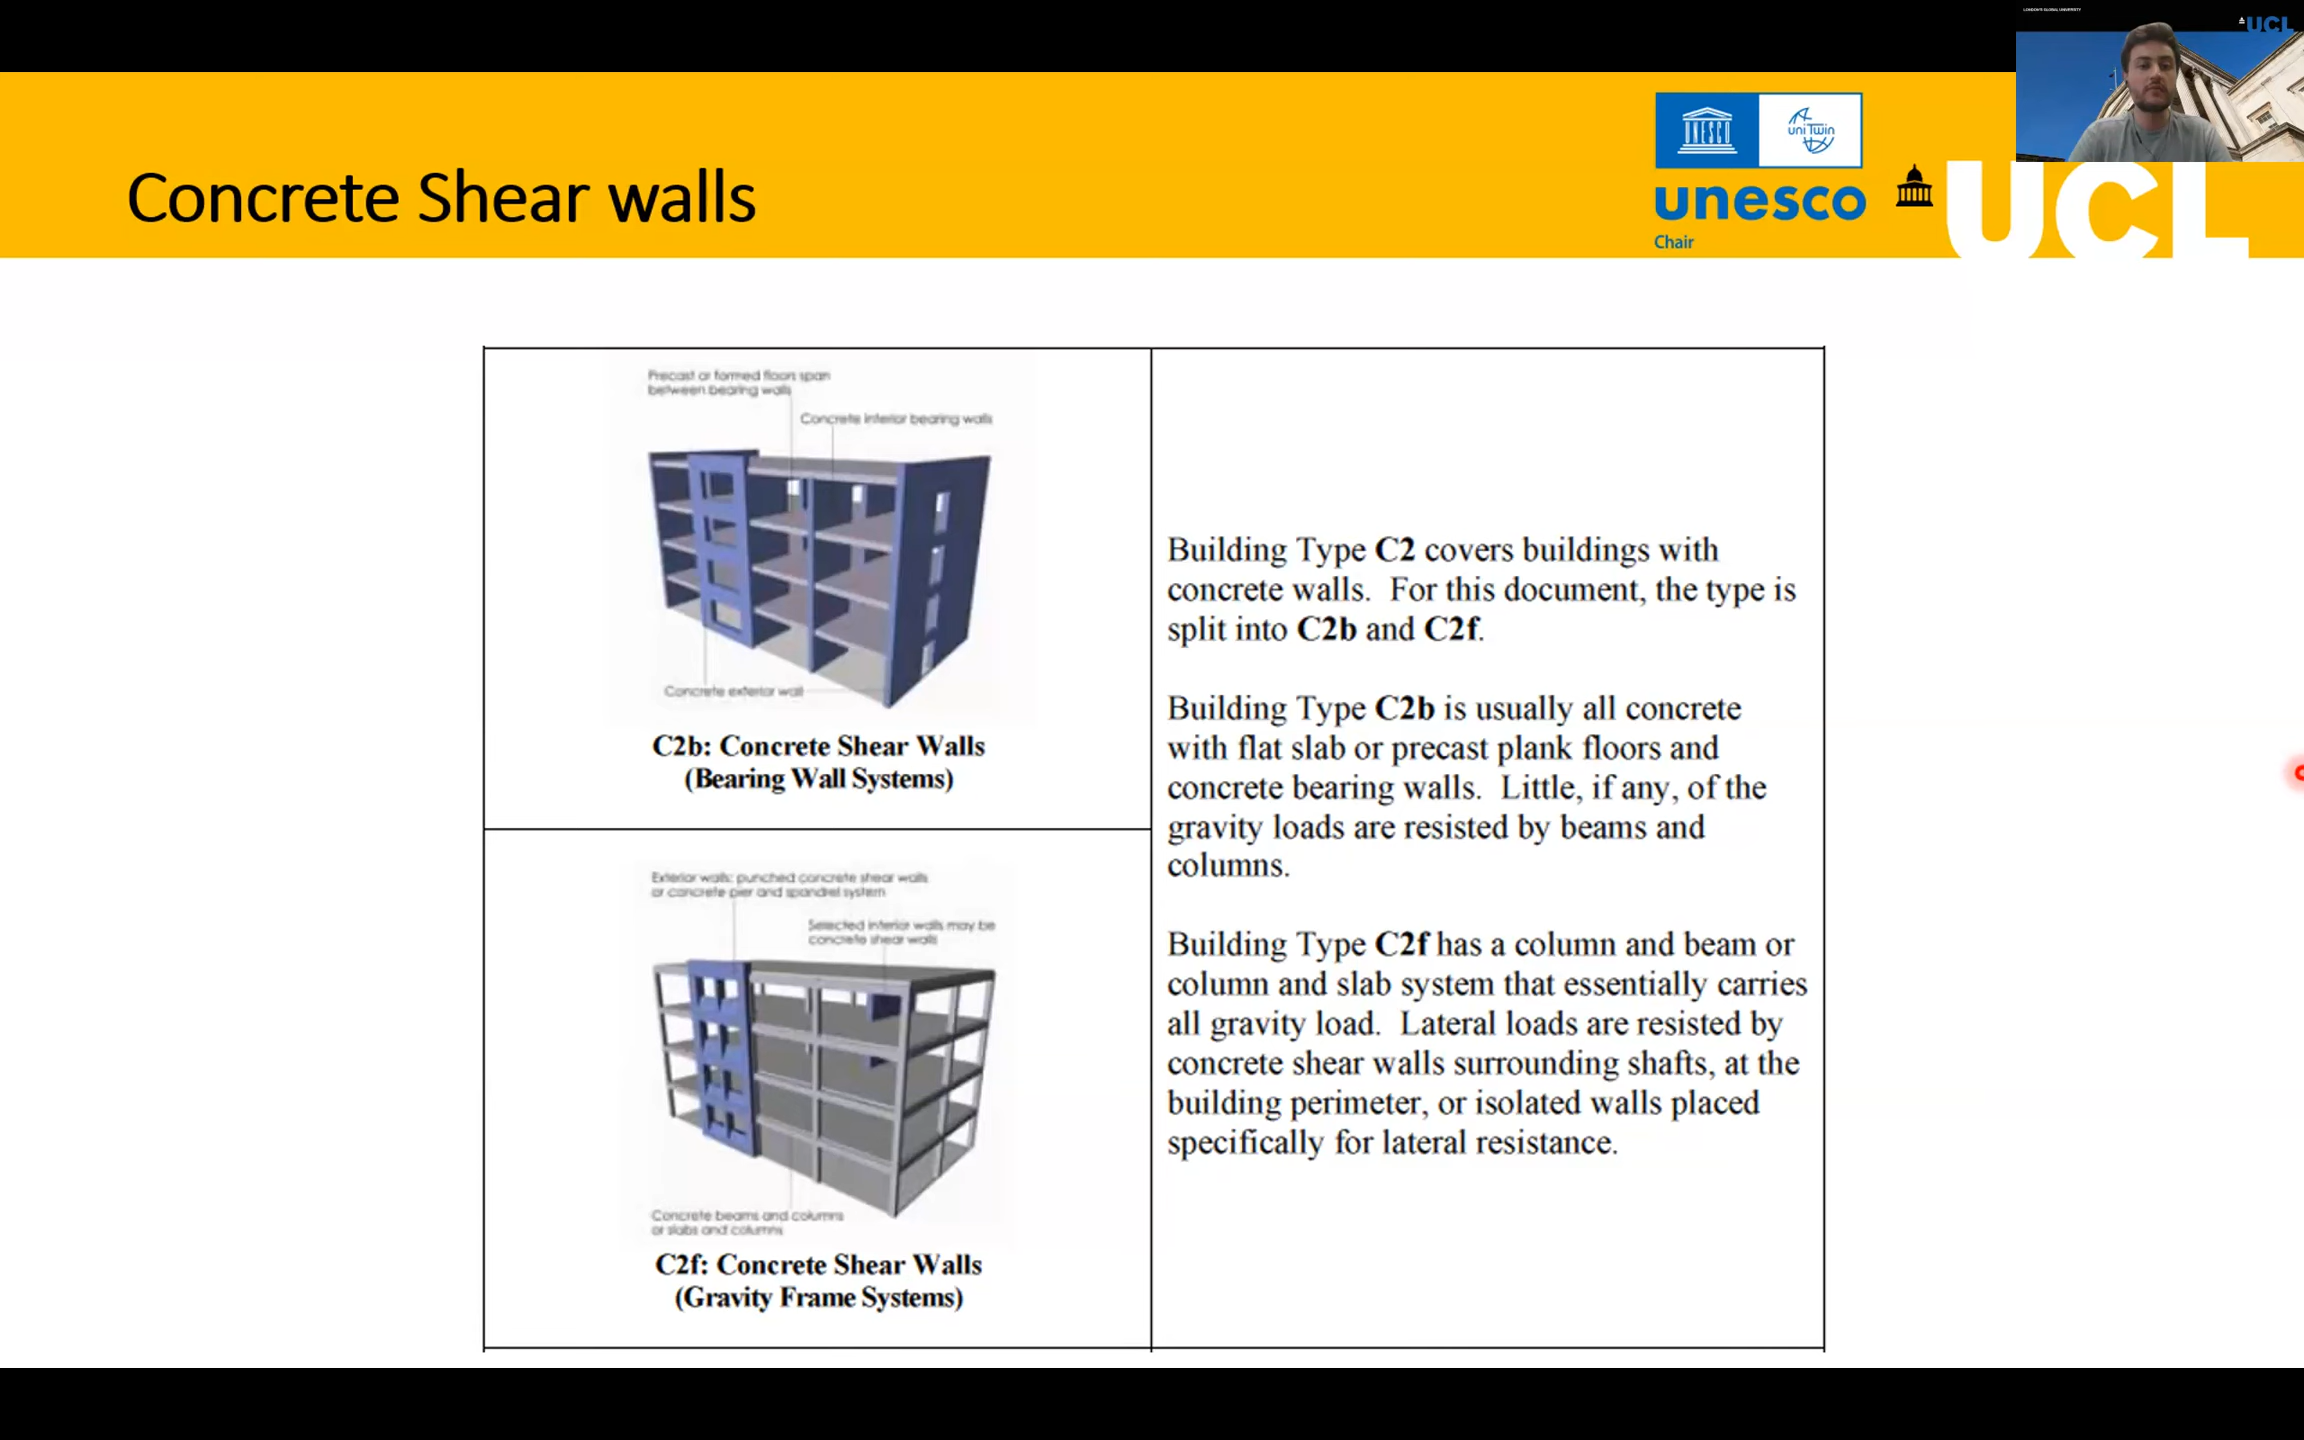 LONDON'S GLOBAL UNIVERSITY
UCL
Concrete Shear walls
UNESCO
uni Twin
unesco
Chair
UCL
Precast or formed floors span
between bearing walls
Concrete interior bearing walls
Concrete exterior wall
C2b: Concrete Shear Walls
(Bearing Wall Systems)
Exterior walls: punched concrete shear walls
or concrete pier and spandrel system
Selected interior walls may be
concrete shear walls
Concrete beams and columns
or slabs and columns
C2f: Concrete Shear Walls
(Gravity Frame Systems)
Building Type C2 covers buildings with
concrete walls. For this document, the type is
split into C2b and C2f.
Building Type C2b is usually all concrete
with flat slab or precast plank floors and
concrete bearing walls. Little, if any, of the
gravity loads are resisted by beams and
columns.
Building Type C2f has a column and beam or
column and slab system that essentially carries
all gravity load. Lateral loads are resisted by
concrete shear walls surrounding shafts, at the
building perimeter, or isolated walls placed
specifically for lateral resistance.